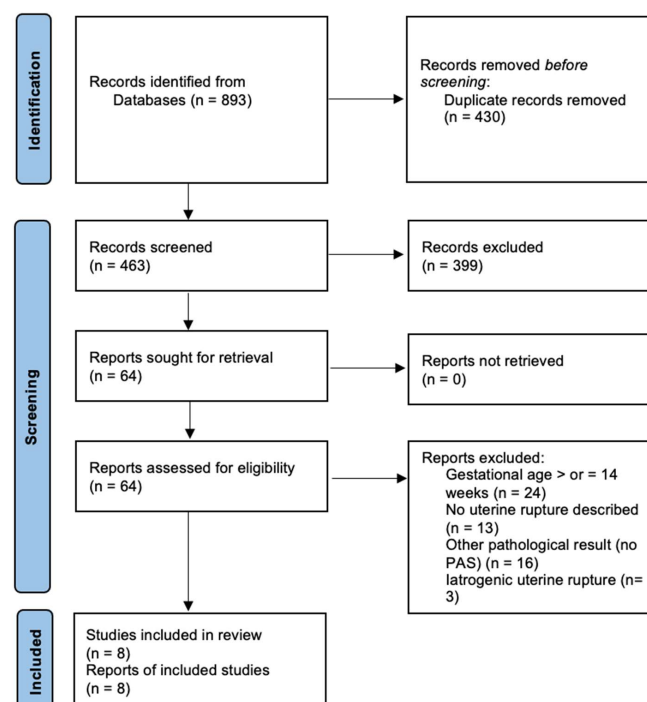 Identification
Records identified from
Databases (n = 893)
Records removed before
screening:
Duplicate records removed
(n = 430)
Screening
Records screened
(n = 463)
Records excluded
(n = 399)
Reports sought for retrieval
(n = 64)
Reports not retrieved
(n = 0)
Reports assessed for eligibility
(n = 64)
Reports excluded:
Gestational age > or = 14
weeks (n = 24)
No uterine rupture described
(n = 13)
Other pathological result (no
PAS) (n = 16)
Iatrogenic uterine rupture (n=
3)
Included
Studies included in review
(n = 8)
Reports of included studies
(n = 8)